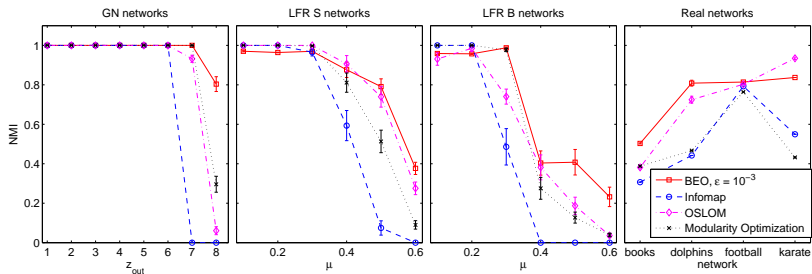 GN networks
LFR S networks
LFR B networks
Real networks
NMI
1
0.8
0.6
0.4
0.2
0
1 2 3 4 5 6 7 8
0.2 0.4 0.6
0.2 0.4 0.6
books dolphins football karate
z_out
μ
μ
network
BEO, ε = 10⁻³
Infomap
OSLOM
Modularity Optimization